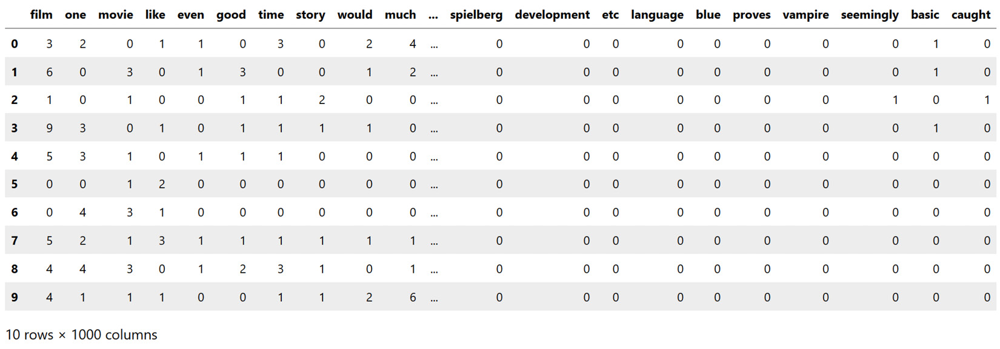 film one movie like even good time story would much ... spielberg development etc language blue proves vampire seemingly basic caught
0 3 2 0 1 1 0 3 0 2 4 ... 0 0 0 0 0 0 0 0 1 0
1 6 0 3 0 1 3 0 0 1 2 ... 0 0 0 0 0 0 0 0 1 0
2 1 0 1 0 0 1 1 2 0 0 ... 0 0 0 0 0 0 0 1 0 1
3 9 3 0 1 0 1 1 1 1 0 ... 0 0 0 0 0 0 0 0 1 0
4 5 3 1 0 1 1 1 0 0 0 ... 0 0 0 0 0 0 0 0 0 0
5 0 0 1 2 0 0 0 0 0 0 ... 0 0 0 0 0 0 0 0 0 0
6 0 4 3 1 0 0 0 0 0 0 ... 0 0 0 0 0 0 0 0 0 0
7 5 2 1 3 1 1 1 1 1 1 ... 0 0 0 0 0 0 0 0 0 0
8 4 4 3 0 1 2 3 1 0 1 ... 0 0 0 0 0 0 0 0 0 0
9 4 1 1 1 0 0 1 1 2 6 ... 0 0 0 0 0 0 0 0 0 0
10 rows × 1000 columns